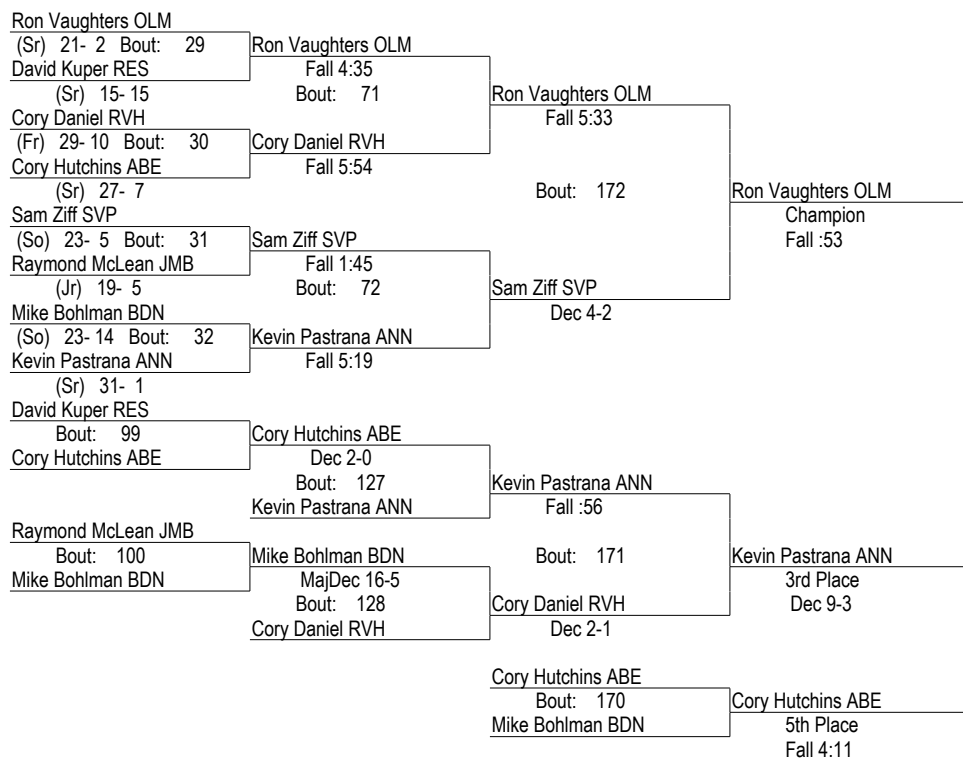 Ron Vaughters OLM
(Sr) 21- 2 Bout: 29 Ron Vaughters OLM
David Kuper RES Fall 4:35
(Sr) 15- 15 Bout: 71 Ron Vaughters OLM
Cory Daniel RVH Fall 5:33
(Fr) 29- 10 Bout: 30 Cory Daniel RVH
Cory Hutchins ABE Fall 5:54
(Sr) 27- 7 Bout: 172 Ron Vaughters OLM
Sam Ziff SVP Champion
(So) 23- 5 Bout: 31 Sam Ziff SVP Fall :53
Raymond McLean JMB Fall 1:45
(Jr) 19- 5 Bout: 72 Sam Ziff SVP
Mike Bohlman BDN Dec 4-2
(So) 23- 14 Bout: 32 Kevin Pastrana ANN
Kevin Pastrana ANN Fall 5:19
(Sr) 31- 1
David Kuper RES
Bout: 99 Cory Hutchins ABE
Cory Hutchins ABE Dec 2-0
Bout: 127 Kevin Pastrana ANN
Kevin Pastrana ANN Fall :56
Raymond McLean JMB
Bout: 100 Mike Bohlman BDN Bout: 171 Kevin Pastrana ANN
Mike Bohlman BDN MajDec 16-5 3rd Place
Bout: 128 Cory Daniel RVH Dec 9-3
Cory Daniel RVH Dec 2-1
Cory Hutchins ABE
Bout: 170 Cory Hutchins ABE
Mike Bohlman BDN 5th Place
Fall 4:11